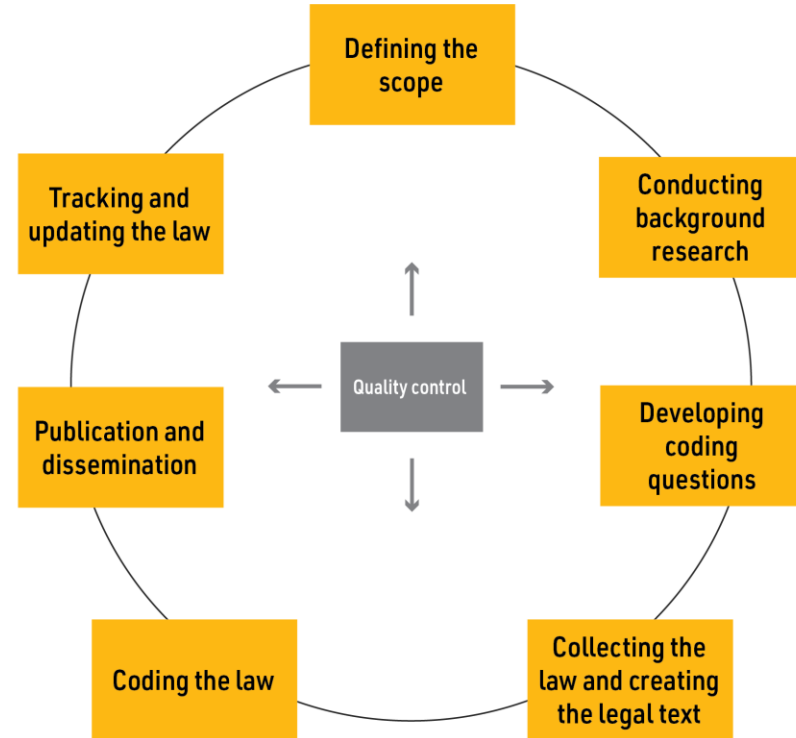 Defining the
scope
Conducting
background
research
Developing
coding
questions
Collecting the
law and creating
the legal text
Coding the law
Publication and
dissemination
Tracking and
updating the law
Quality control